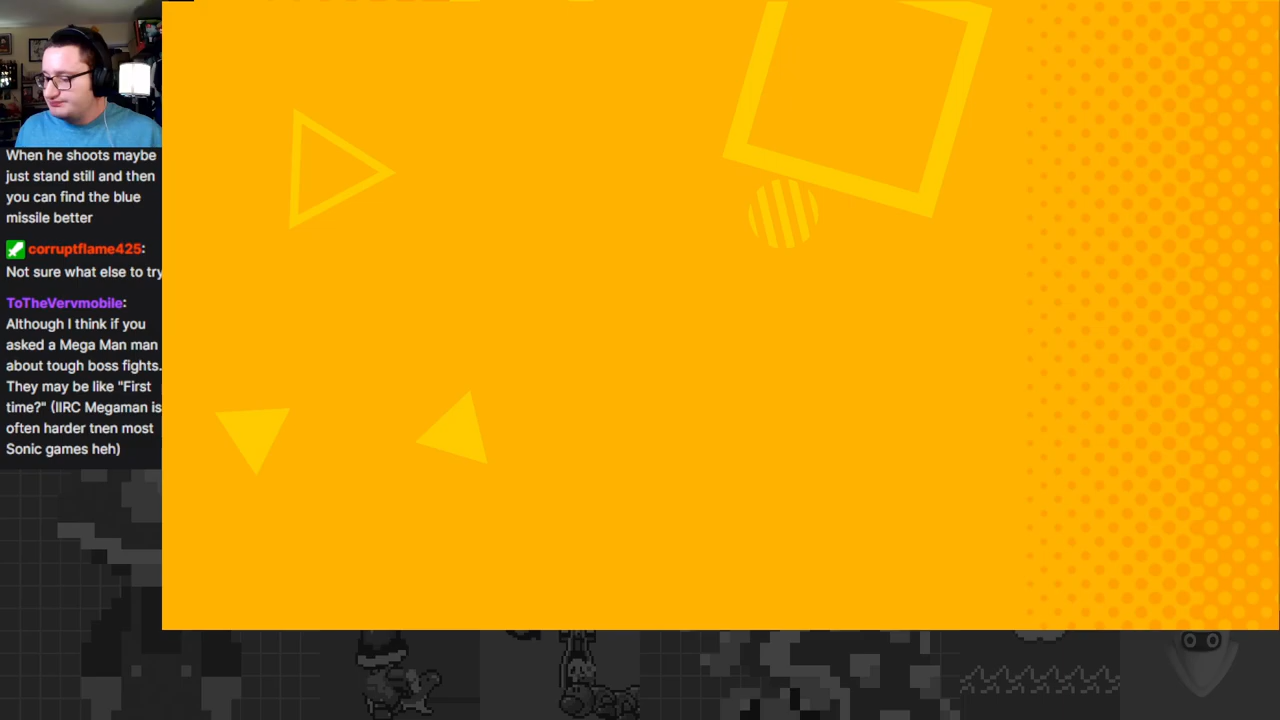 When he shoots maybe
just stand still and then
you can find the blue
missile better
corruptflame425:
Not sure what else to try
ToTheVervmobile:
Although I think if you
asked a Mega Man man
about tough boss fights.
They may be like "First
time?" (IIRC Megaman is
often harder tnen most
Sonic games heh)